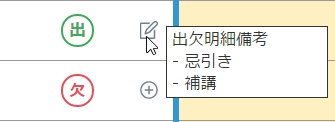 出
出欠明細備考
- 忌引き
- 補講
欠